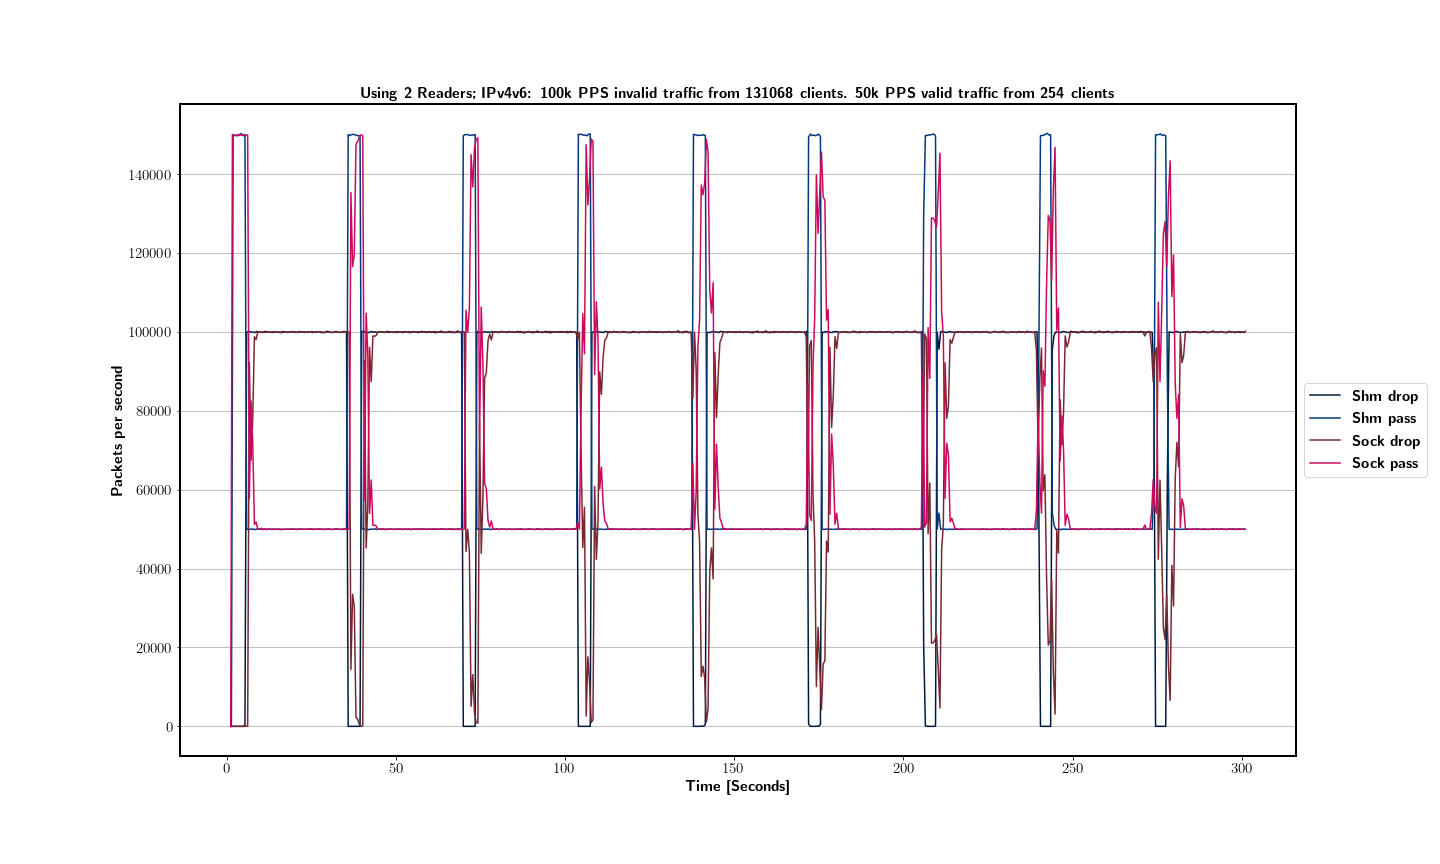 Using 2 Readers; IPv4v6: 100k PPS invalid traffic from 131068 clients. 50k PPS valid traffic from 254 clients
140000
120000
100000
80000
60000
40000
20000
0
Packets per second
0 50 100 150 200 250 300
Time [Seconds]
Shm drop
Shm pass
Sock drop
Sock pass